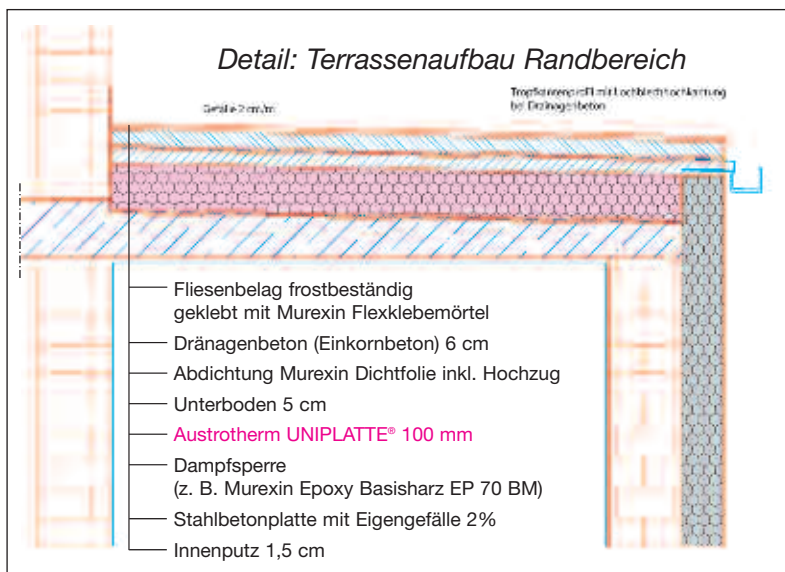 Detail: Terrassenaufbau Randbereich
Gefälle 2 cm/m
Tropfkantenprofil mit Lochblechhochkantung
bei Drainagenbeton
Fliesenbelag frostbeständig
geklebt mit Murexin Flexklebemörtel
Dränagenbeton (Einkornbeton) 6 cm
Abdichtung Murexin Dichtfolie inkl. Hochzug
Unterboden 5 cm
Austrotherm UNIPLATTE® 100 mm
Dampfsperre
(z. B. Murexin Epoxy Basisharz EP 70 BM)
Stahlbetonplatte mit Eigengefälle 2%
Innenputz 1,5 cm